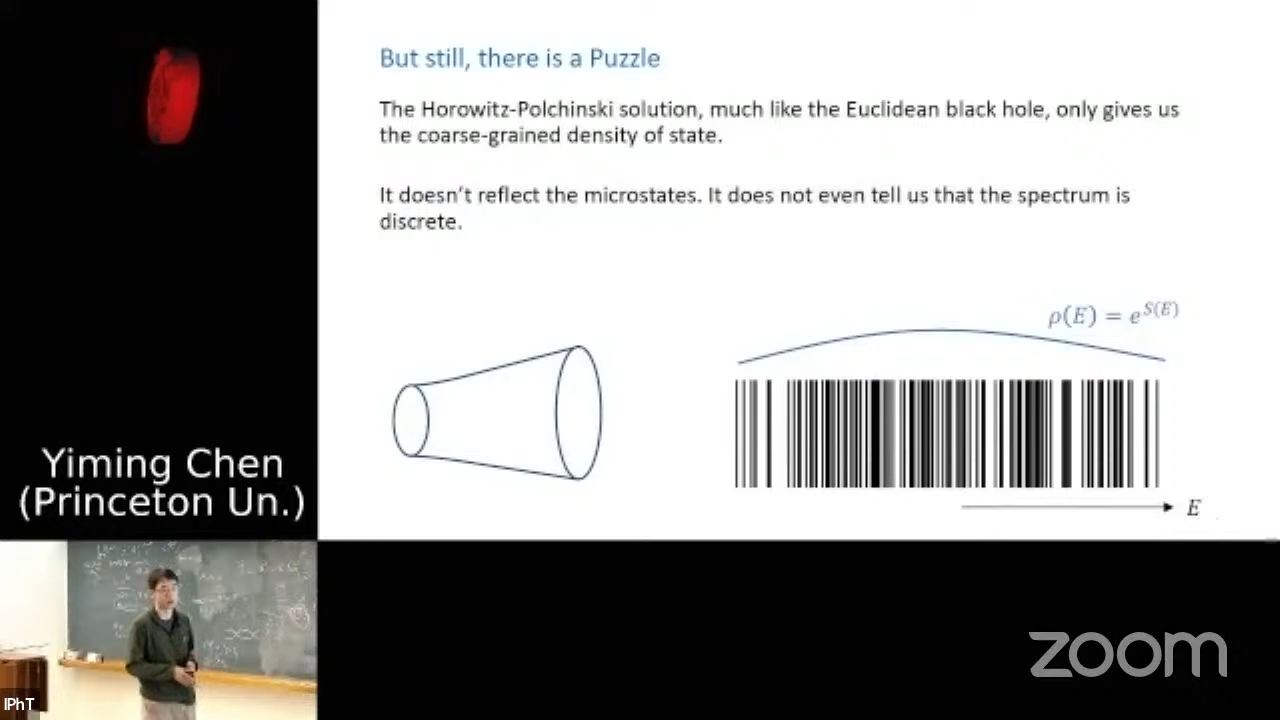 But still, there is a Puzzle
The Horowitz-Polchinski solution, much like the Euclidean black hole, only gives us
the coarse-grained density of state.
It doesn't reflect the microstates. It does not even tell us that the spectrum is
discrete.
ρ(E) = e^{S(E)}
E
Yiming Chen
(Princeton Un.)
IPhT
zoom